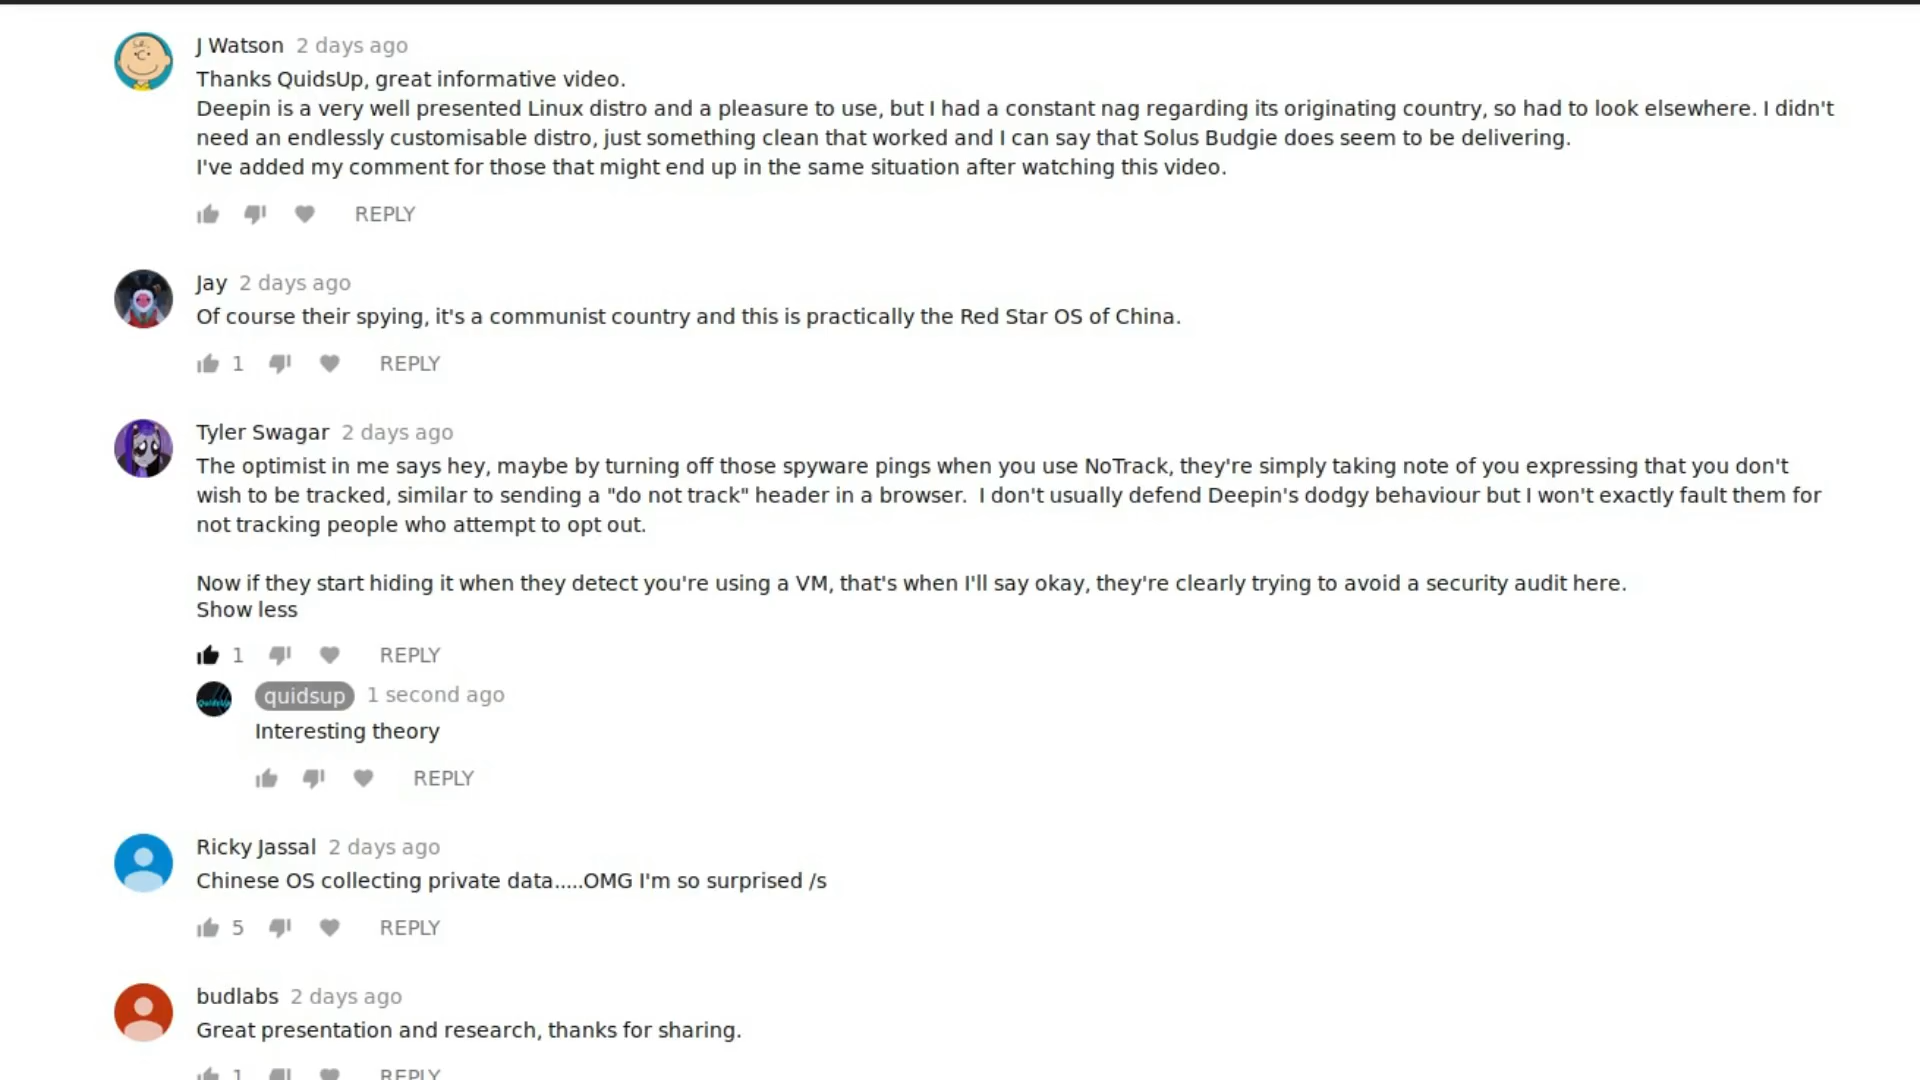 J Watson 2 days ago
Thanks QuidsUp, great informative video.
Deepin is a very well presented Linux distro and a pleasure to use, but I had a constant nag regarding its originating country, so had to look elsewhere. I didn't
need an endlessly customisable distro, just something clean that worked and I can say that Solus Budgie does seem to be delivering.
I've added my comment for those that might end up in the same situation after watching this video.
REPLY
Jay 2 days ago
Of course their spying, it's a communist country and this is practically the Red Star OS of China.
1 REPLY
Tyler Swagar 2 days ago
The optimist in me says hey, maybe by turning off those spyware pings when you use NoTrack, they're simply taking note of you expressing that you don't
wish to be tracked, similar to sending a "do not track" header in a browser.  I don't usually defend Deepin's dodgy behaviour but I won't exactly fault them for
not tracking people who attempt to opt out.
Now if they start hiding it when they detect you're using a VM, that's when I'll say okay, they're clearly trying to avoid a security audit here.
Show less
1 REPLY
quidsup 1 second ago
Interesting theory
REPLY
Ricky Jassal 2 days ago
Chinese OS collecting private data.....OMG I'm so surprised /s
5 REPLY
budlabs 2 days ago
Great presentation and research, thanks for sharing.
1 REPLY